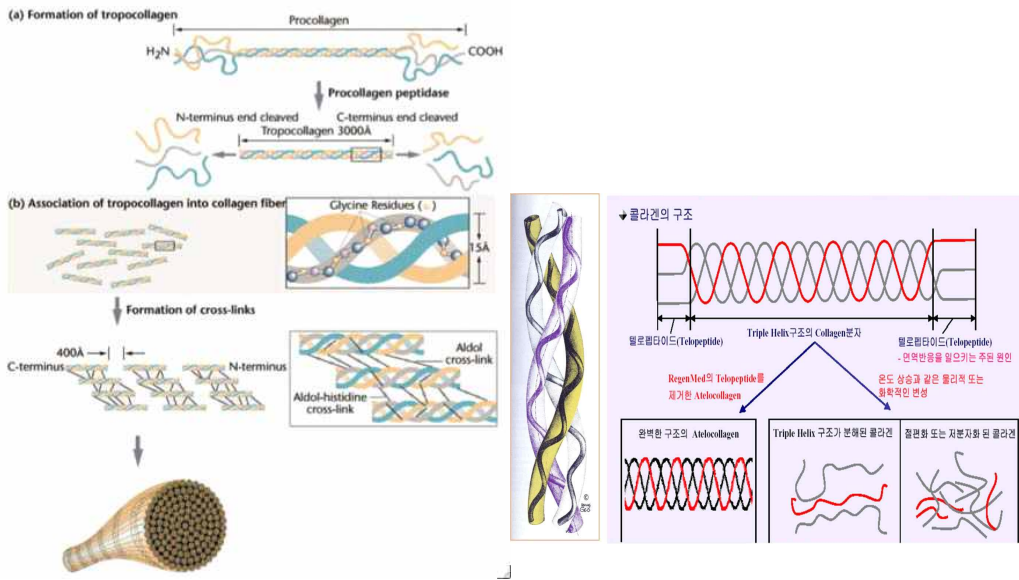 (a) Formation of tropocollagen
Procollagen
H₂N
COOH
Procollagen peptidase
N-terminus end cleaved
C-terminus end cleaved
Tropocollagen 3000Å
(b) Association of tropocollagen into collagen fiber
Glycine Residues ( )
15Å
Formation of cross-links
400Å
C-terminus
N-terminus
Aldol
cross-link
Aldol-histidine
cross-link
콜라겐의 구조
텔로펩타이드(Telopeptide)
Triple Helix구조의 Collagen분자
텔로펩타이드(Telopeptide)
- 면역반응을 일으키는 주된 원인
RegenMed의 Telopeptide를
제거한 Atelocollagen
온도 상승과 같은 물리적 또는
화학적인 변성
완벽한 구조의 Atelocollagen
Triple Helix 구조가 분해된 콜라겐
절편화 또는 저분자화 된 콜라겐